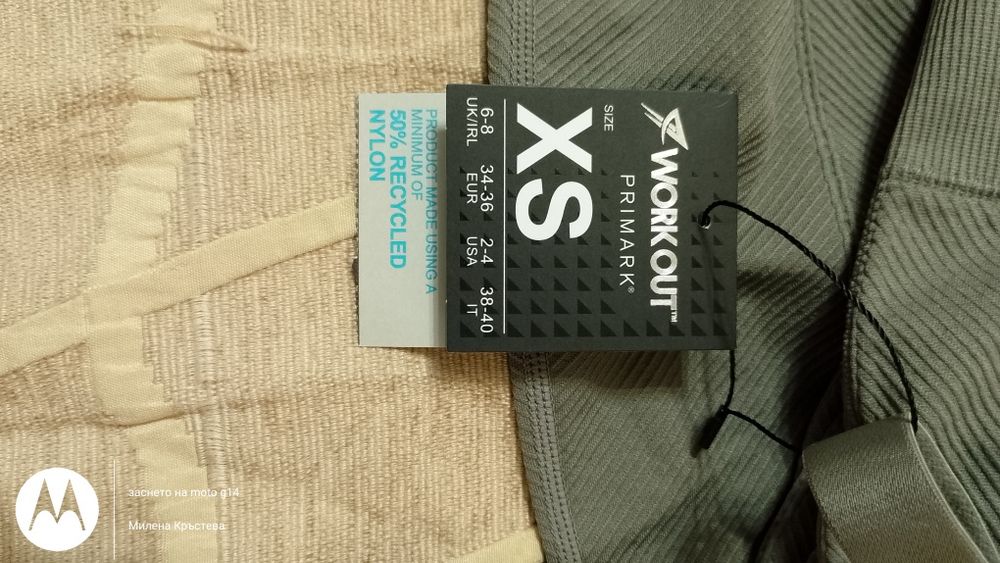 WORKOUT™
PRIMARK®
SIZE
XS
6-8 34-36 2-4 38-40
UK/IRL EUR USA IT
PRODUCT MADE USING A
MINIMUM OF
50% RECYCLED
NYLON
заснето на moto g14
Милена Кръстева